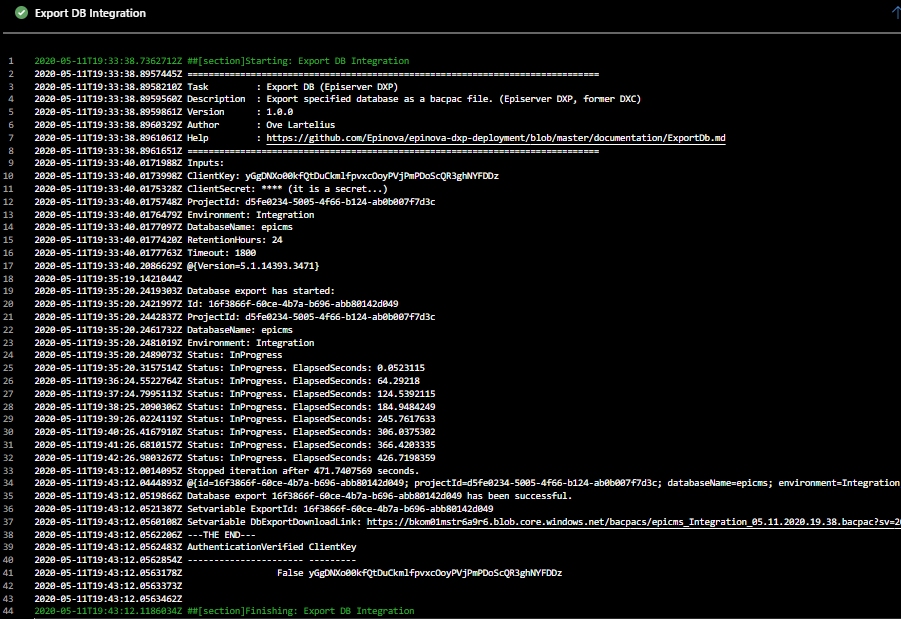 Export DB Integration
1 2020-05-11T19:33:38.7362712Z ##[section]Starting: Export DB Integration
2 2020-05-11T19:33:38.8957445Z ==============================================================================
3 2020-05-11T19:33:38.8958210Z Task         : Export DB (Episerver DXP)
4 2020-05-11T19:33:38.8959560Z Description  : Export specified database as a bacpac file. (Episerver DXP, former DXC)
5 2020-05-11T19:33:38.8959861Z Version      : 1.0.0
6 2020-05-11T19:33:38.8960329Z Author       : Ove Lartelius
7 2020-05-11T19:33:38.8961061Z Help         : https://github.com/Epinova/epinova-dxp-deployment/blob/master/documentation/ExportDb.md
8 2020-05-11T19:33:38.8961651Z ==============================================================================
9 2020-05-11T19:33:40.0171988Z Inputs:
10 2020-05-11T19:33:40.0173998Z ClientKey: yGgDNXo00kfQtDuCkmlfpvxcOoyPVjPmPDoScQR3ghNYFDDz
11 2020-05-11T19:33:40.0175328Z ClientSecret: **** (it is a secret...)
12 2020-05-11T19:33:40.0175748Z ProjectId: d5fe0234-5005-4f66-b124-ab0b007f7d3c
13 2020-05-11T19:33:40.0176479Z Environment: Integration
14 2020-05-11T19:33:40.0177097Z DatabaseName: epicms
15 2020-05-11T19:33:40.0177420Z RetentionHours: 24
16 2020-05-11T19:33:40.0177763Z Timeout: 1800
17 2020-05-11T19:33:40.2086629Z @{Version=5.1.14393.3471}
18 2020-05-11T19:35:19.1421044Z
19 2020-05-11T19:35:20.2419303Z Database export has started:
20 2020-05-11T19:35:20.2421997Z Id: 16f3866f-60ce-4b7a-b696-abb80142d049
21 2020-05-11T19:35:20.2442837Z ProjectId: d5fe0234-5005-4f66-b124-ab0b007f7d3c
22 2020-05-11T19:35:20.2461732Z DatabaseName: epicms
23 2020-05-11T19:35:20.2481019Z Environment: Integration
24 2020-05-11T19:35:20.2489073Z Status: InProgress
25 2020-05-11T19:35:20.3157514Z Status: InProgress. ElapsedSeconds: 0.0523115
26 2020-05-11T19:36:24.5522764Z Status: InProgress. ElapsedSeconds: 64.29218
27 2020-05-11T19:37:24.7995113Z Status: InProgress. ElapsedSeconds: 124.5392115
28 2020-05-11T19:38:25.2090306Z Status: InProgress. ElapsedSeconds: 184.9484249
29 2020-05-11T19:39:26.0224119Z Status: InProgress. ElapsedSeconds: 245.7617633
30 2020-05-11T19:40:26.4167910Z Status: InProgress. ElapsedSeconds: 306.0375302
31 2020-05-11T19:41:26.6810157Z Status: InProgress. ElapsedSeconds: 366.4203335
32 2020-05-11T19:42:26.9803267Z Status: InProgress. ElapsedSeconds: 426.7198359
33 2020-05-11T19:43:12.0014095Z Stopped iteration after 471.7407569 seconds.
34 2020-05-11T19:43:12.0444893Z @{id=16f3866f-60ce-4b7a-b696-abb80142d049; projectId=d5fe0234-5005-4f66-b124-ab0b007f7d3c; databaseName=epicms; environment=Integration
35 2020-05-11T19:43:12.0519866Z Database export 16f3866f-60ce-4b7a-b696-abb80142d049 has been successful.
36 2020-05-11T19:43:12.0521387Z Setvariable ExportId: 16f3866f-60ce-4b7a-b696-abb80142d049
37 2020-05-11T19:43:12.0560108Z Setvariable DbExportDownloadLink: https://bkom01mstr6a9r6.blob.core.windows.net/bacpacs/epicms_Integration_05.11.2020.19.38.bacpac?sv=20
38 2020-05-11T19:43:12.0562206Z ---THE END---
39 2020-05-11T19:43:12.0562483Z AuthenticationVerified ClientKey
40 2020-05-11T19:43:12.0562854Z ---------------------- ---------
41 2020-05-11T19:43:12.0563178Z                  False yGgDNXo00kfQtDuCkmlfpvxcOoyPVjPmPDoScQR3ghNYFDDz
42 2020-05-11T19:43:12.0563373Z
43 2020-05-11T19:43:12.0563462Z
44 2020-05-11T19:43:12.1186034Z ##[section]Finishing: Export DB Integration